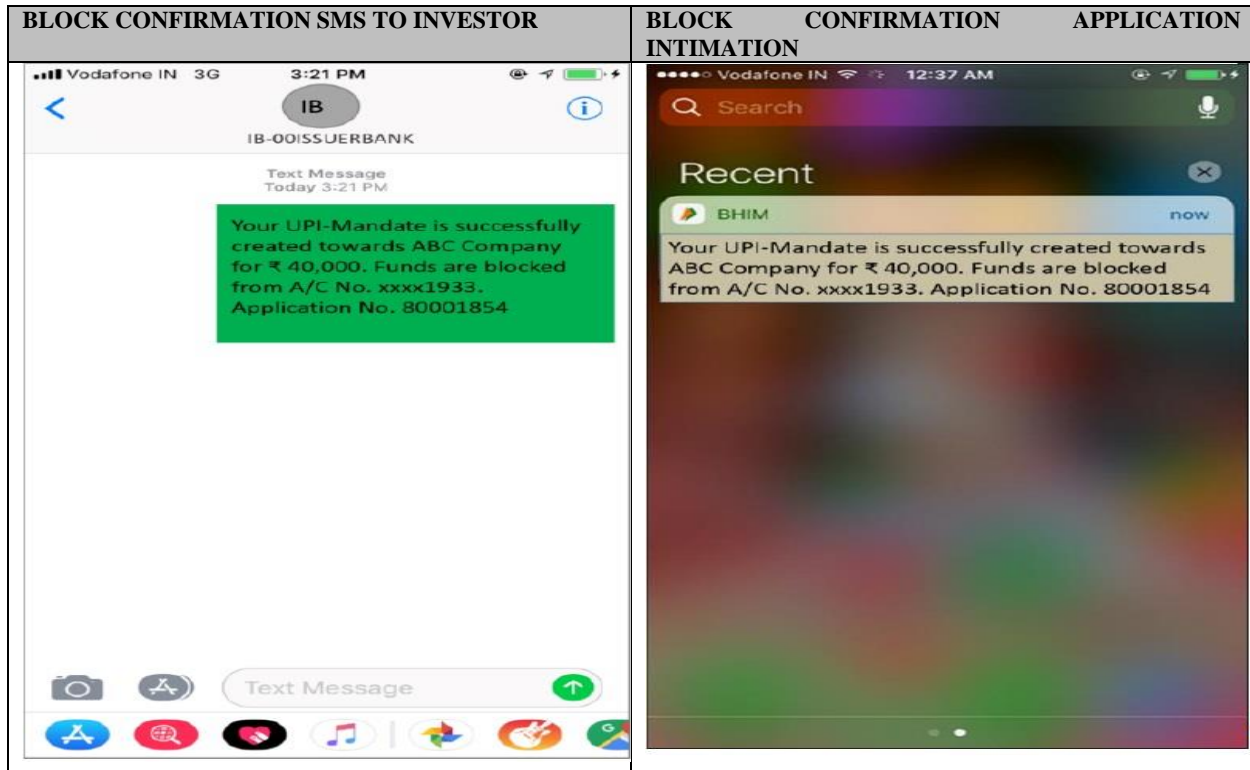 BLOCK CONFIRMATION SMS TO INVESTOR
BLOCK CONFIRMATION APPLICATION
INTIMATION
Vodafone IN 3G 3:21 PM
IB
IB-00ISSUERBANK
Text Message
Today 3:21 PM
Your UPI-Mandate is successfully
created towards ABC Company
for ₹ 40,000. Funds are blocked
from A/C No. xxxx1933.
Application No. 80001854
Text Message
Vodafone IN 12:37 AM
Search
Recent
BHIM now
Your UPI-Mandate is successfully created towards
ABC Company for ₹ 40,000. Funds are blocked
from A/C No. xxxx1933. Application No. 80001854